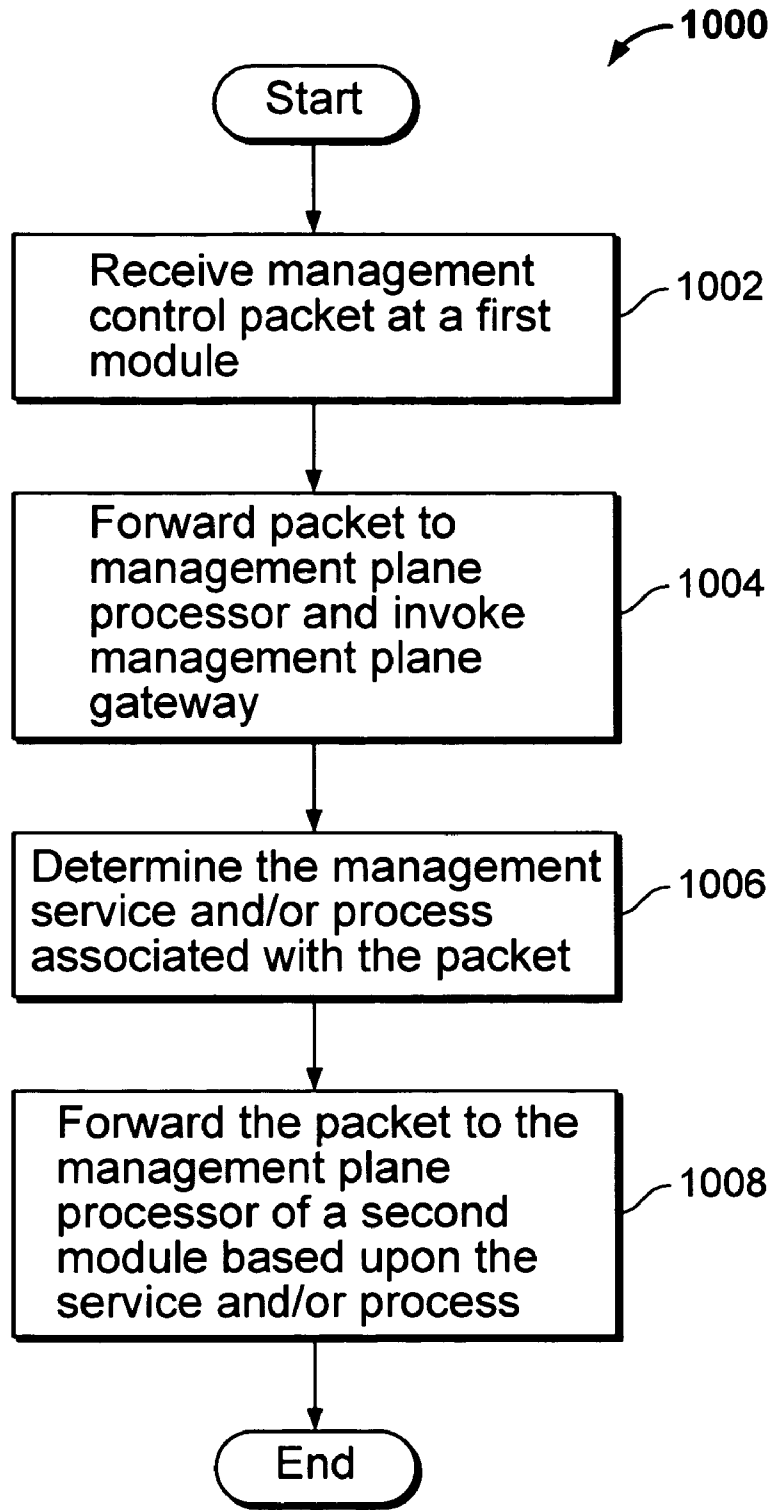 1000
Start
Receive management
control packet at a first
module
1002
Forward packet to
management plane
processor and invoke
management plane
gateway
1004
Determine the management
service and/or process
associated with the packet
1006
Forward the packet to the
management plane
processor of a second
module based upon the
service and/or process
1008
End